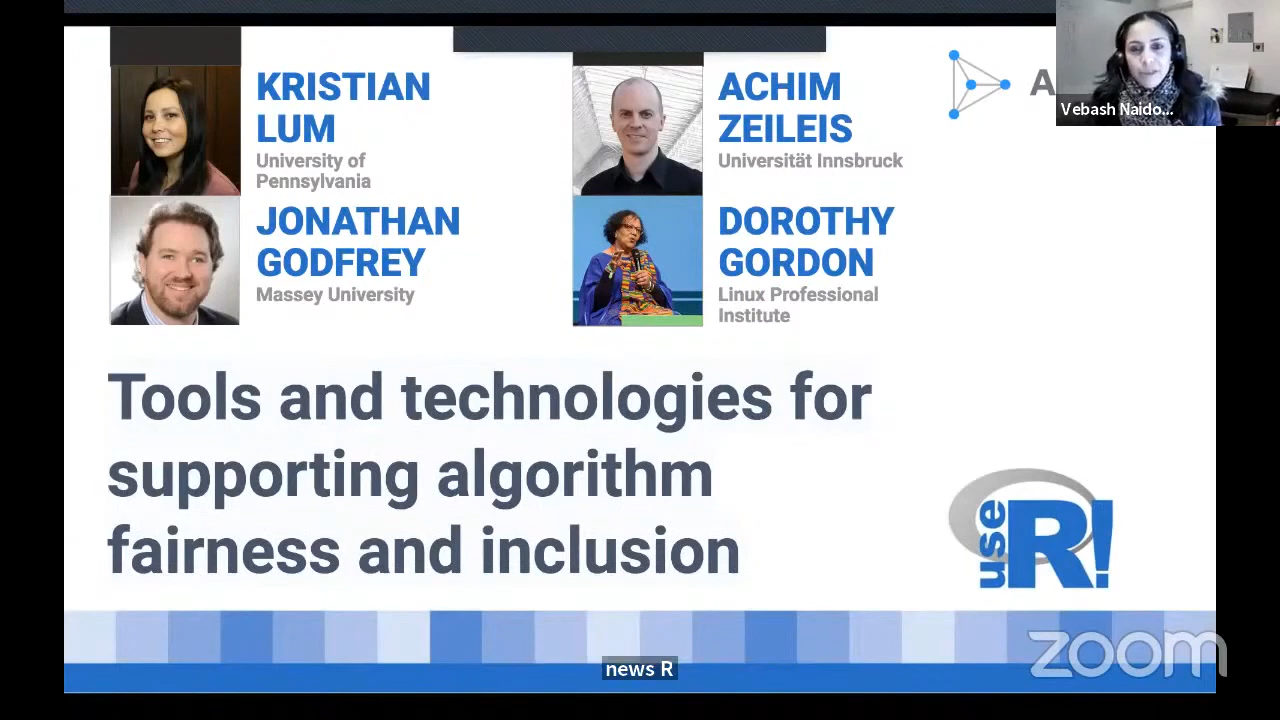 KRISTIAN
LUM
University of
Pennsylvania
ACHIM
ZEILEIS
Universität Innsbruck
A
Vebash Naido...
JONATHAN
GODFREY
Massey University
DOROTHY
GORDON
Linux Professional
Institute
Tools and technologies for
supporting algorithm
fairness and inclusion
use R!
zoom
news R